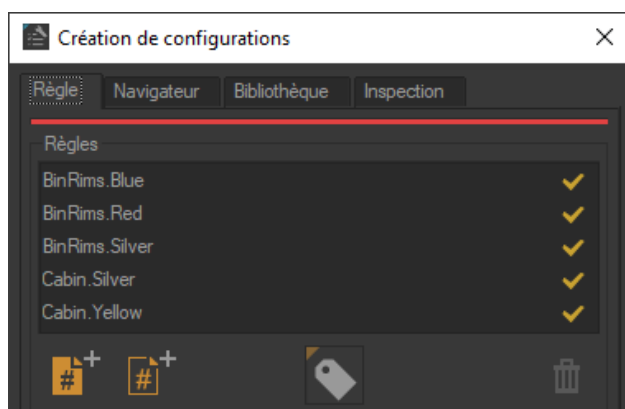 Création de configurations
Règle Navigateur Bibliothèque Inspection
Règles
BinRims.Blue
BinRims.Red
BinRims.Silver
Cabin.Silver
Cabin.Yellow
#+ #+